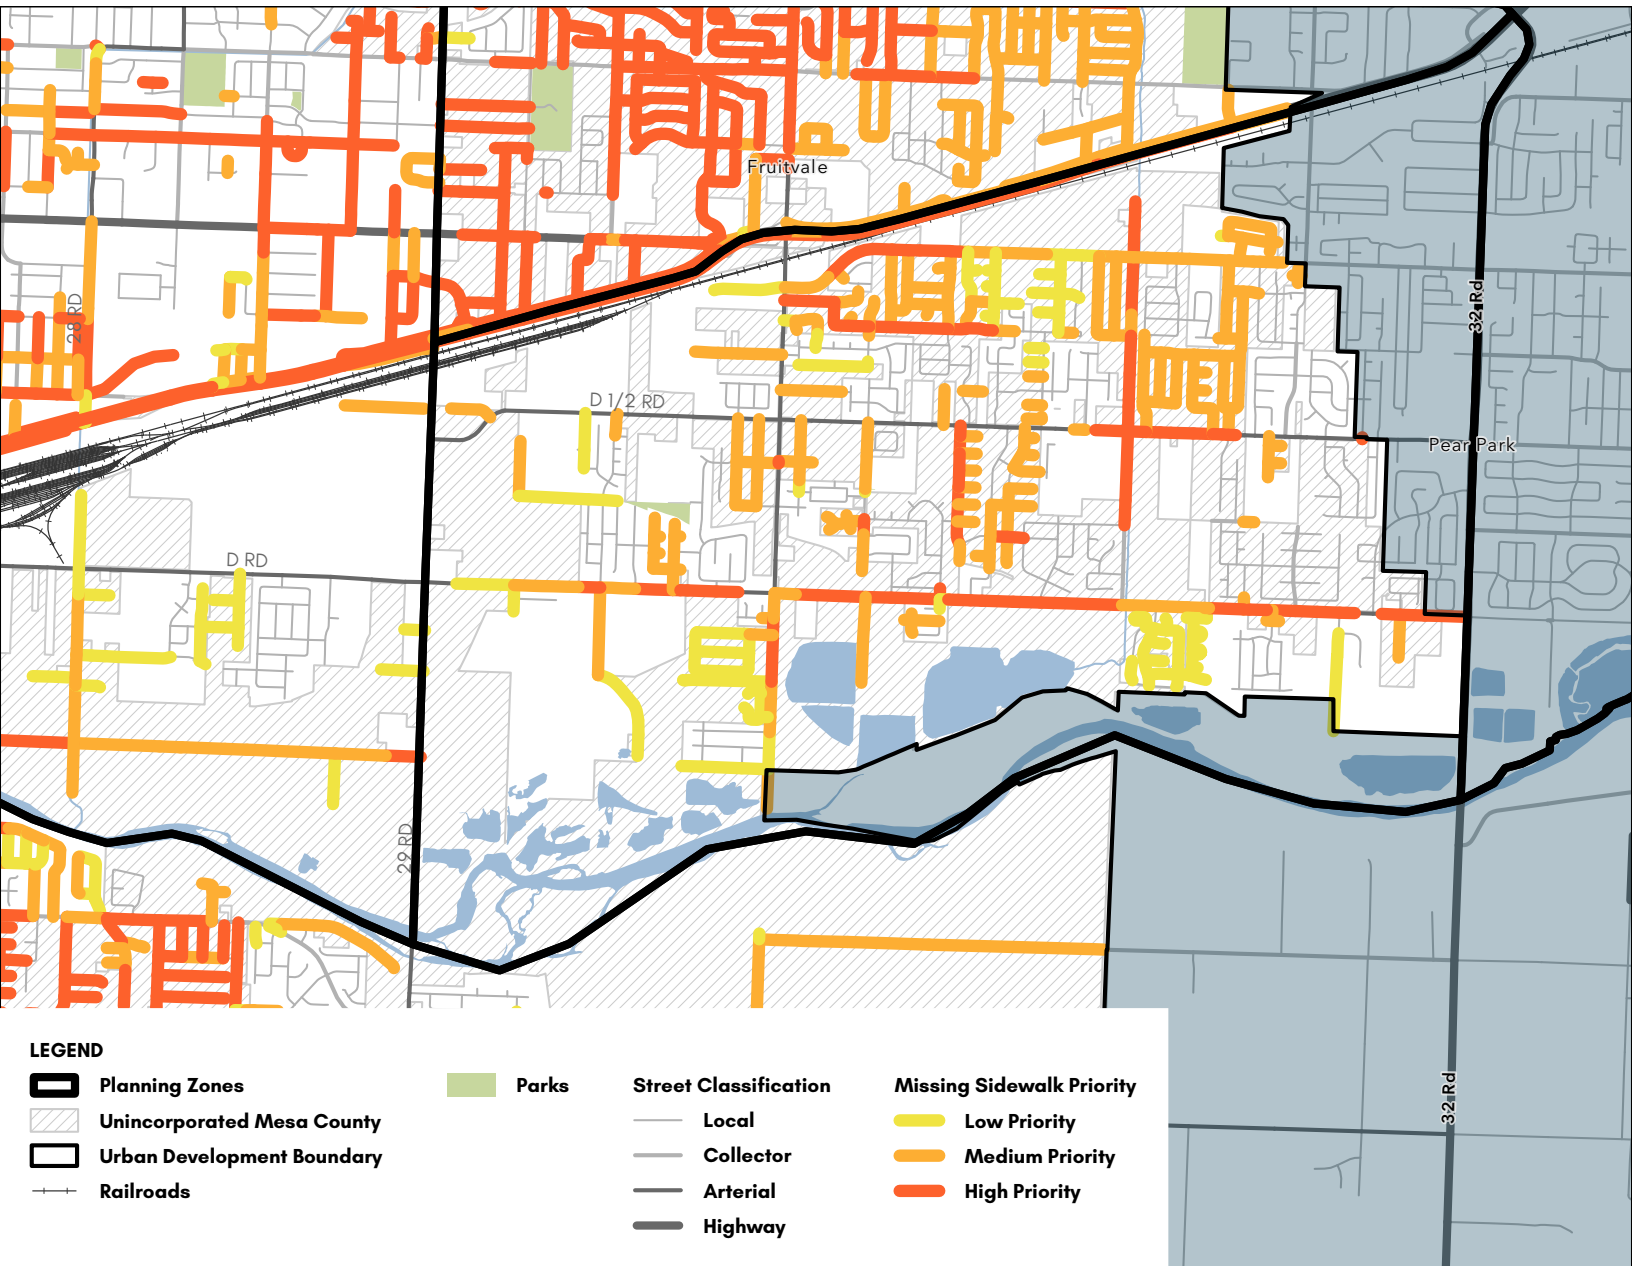 Fruitvale
28 RD
32 Rd
D 1/2 RD
Pear Park
D RD
29 RD
32 Rd
LEGEND
Planning Zones
Unincorporated Mesa County
Urban Development Boundary
Railroads
Parks
Street Classification
Local
Collector
Arterial
Highway
Missing Sidewalk Priority
Low Priority
Medium Priority
High Priority